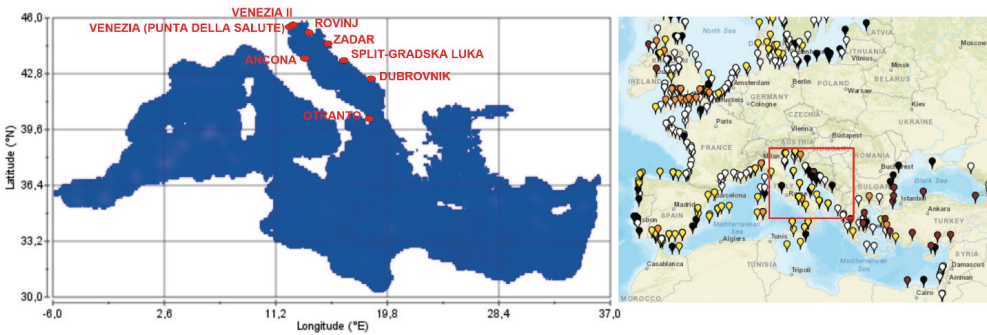 VENEZIA II
VENEZIA (PUNTA DELLA SALUTE)
ROVINJ
ZADAR
SPLIT-GRADSKA LUKA
ANCONA
DUBROVNIK
OTRANTO
Latitude (°N)
46,0
42,8
39,6
36,4
33,2
30,0
-6,0
2,6
11,2
19,8
28,4
37,0
Longitude (°E)
North Sea
LATVIA
Moscow
LITHUANIA
Vilnius
Minsk
BELARUS
IRELAND
Amsterdam
Berlin
POLAND
Warsaw
GERMANY
Cologne
Kiev
Paris
CZECHIA
UKRAINE
Vienna
Budapest
FRANCE
AUSTRIA
Milan
ROMANIA
Bucharest
Black Sea
Barcelona
Istanbul
Madrid
SPAIN
Ankara
TURKEY
Mediterranean
Sea
Algiers
Tunis
SYRIA
Casablanca
TUNISIA
Mediterranean
Sea
Damascus
Amman
Tripoli
MOROCCO
Cairo